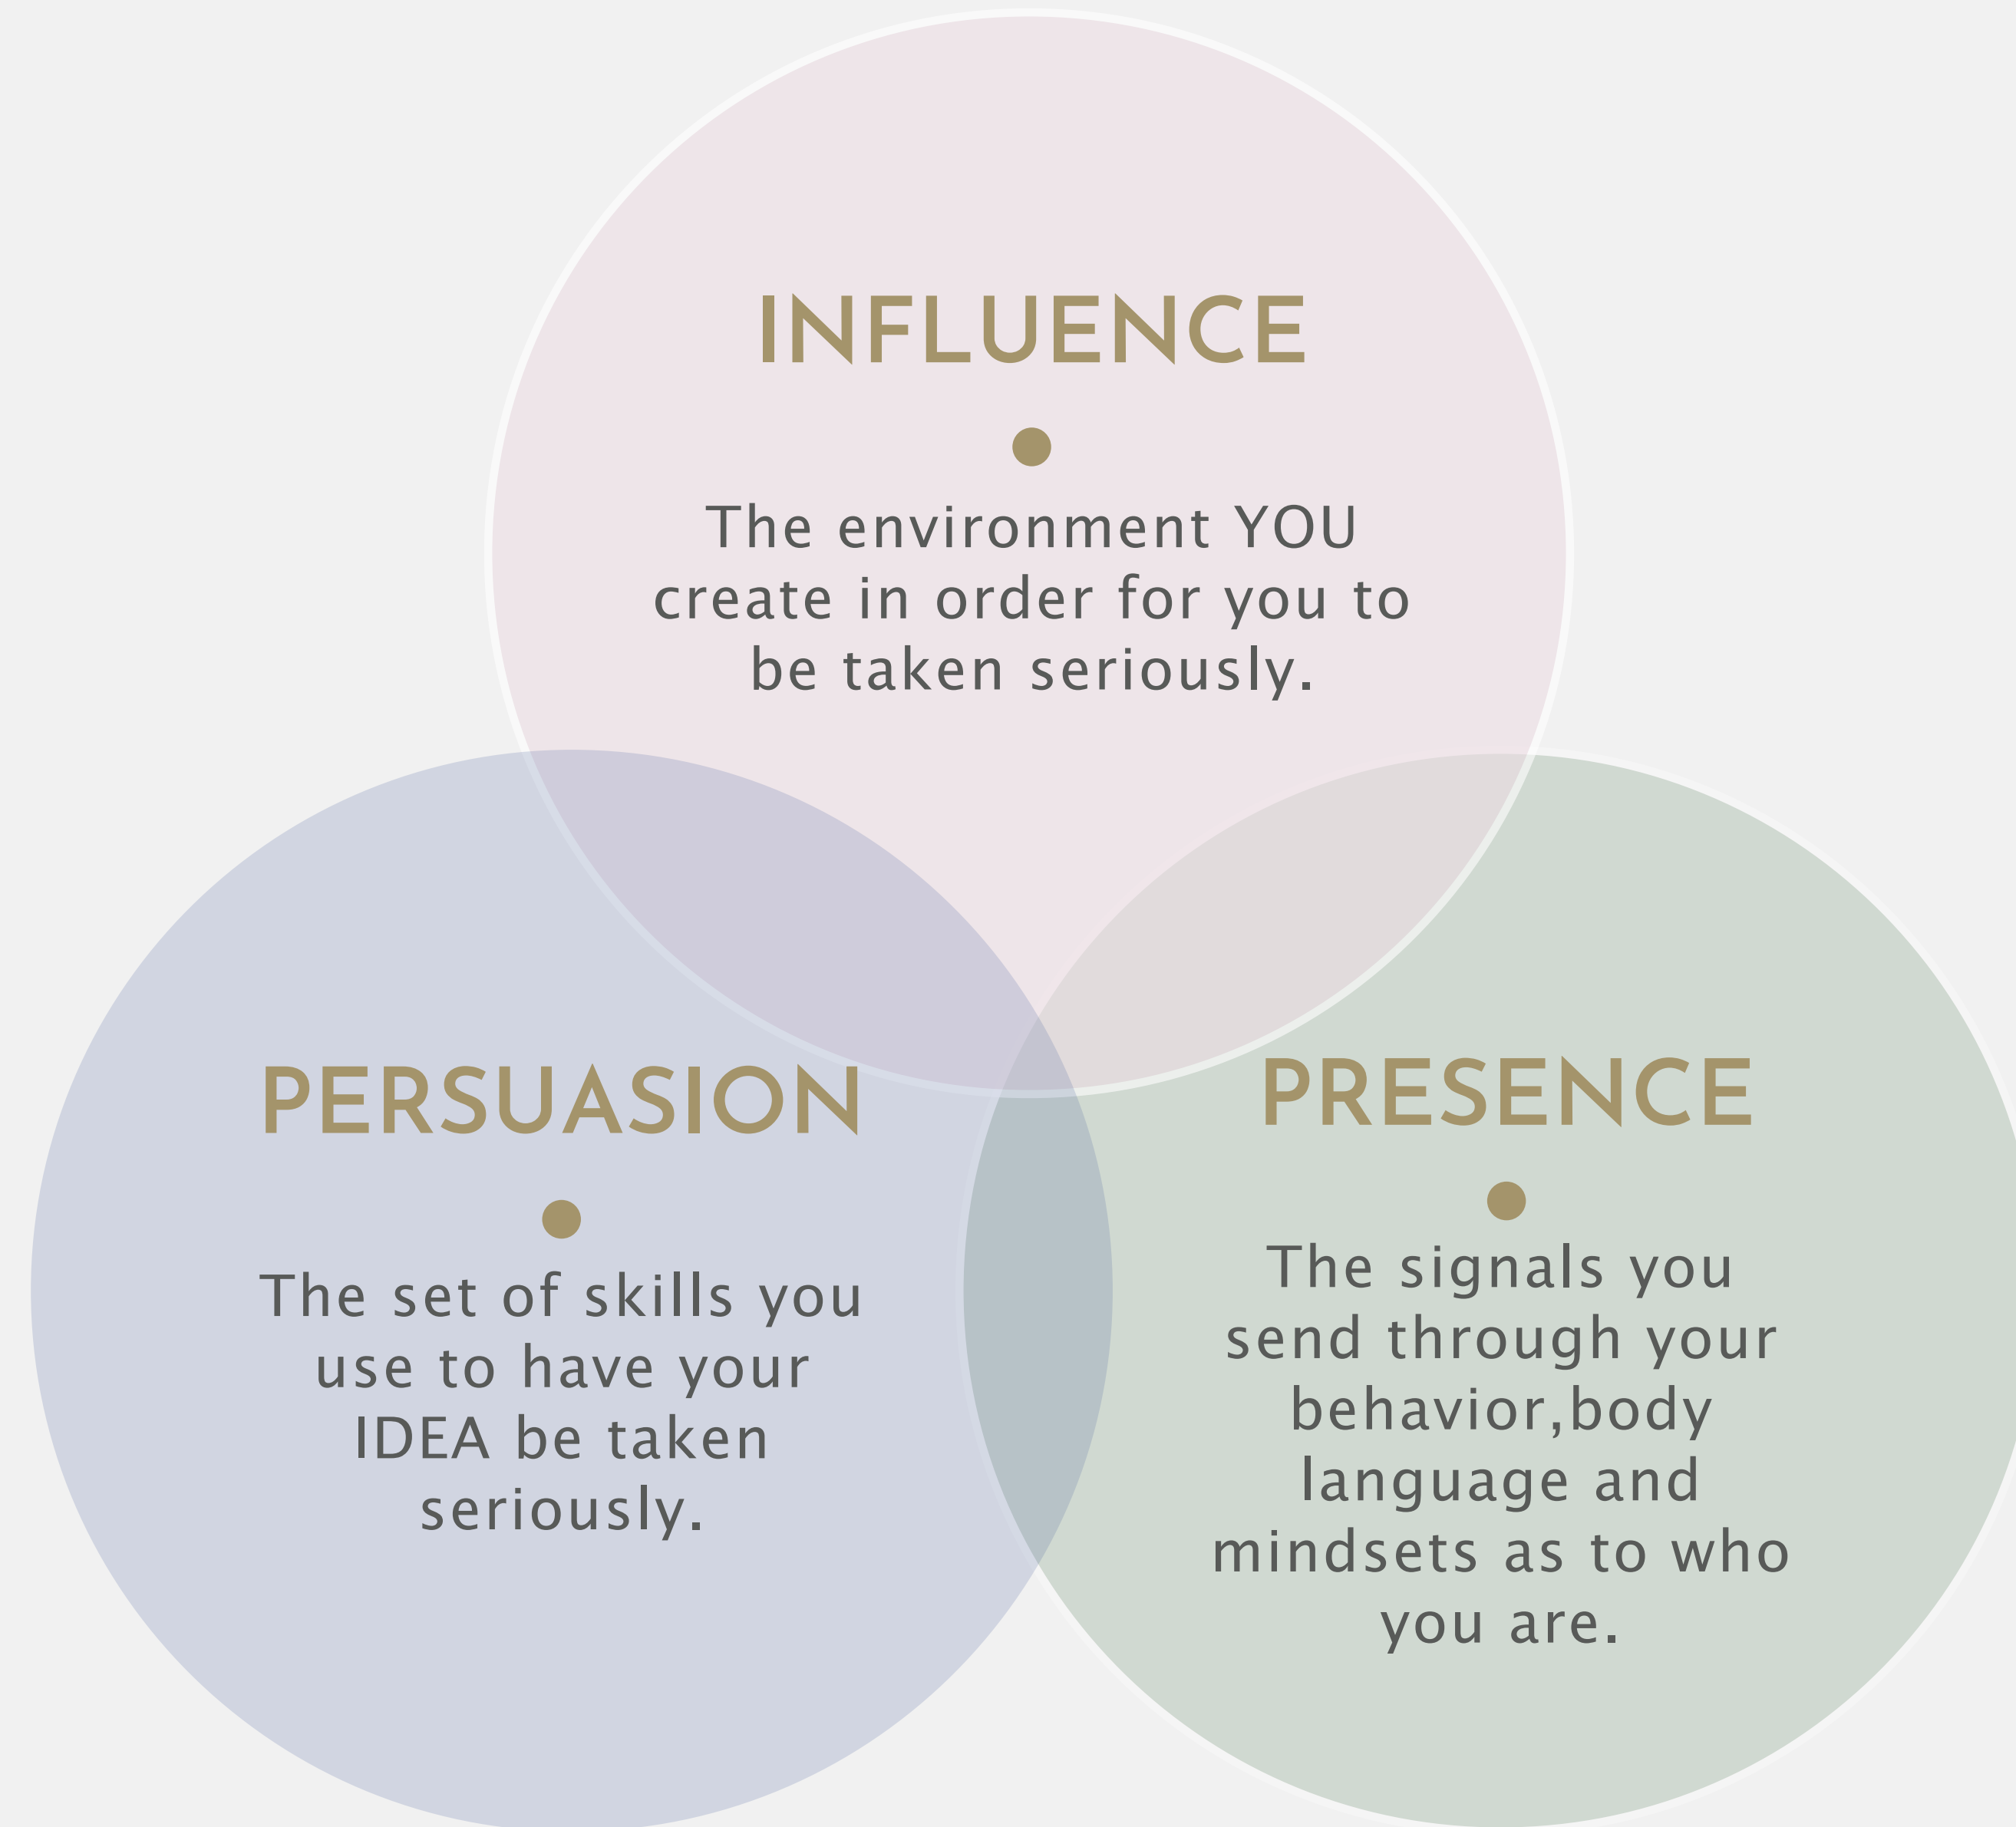 INFLUENCE
The environment YOU
create in order for you to
be taken seriously.
PERSUASION
The set of skills you
use to have your
IDEA be taken
seriously.
PRESENCE
The signals you
send through your
behavior,body
language and
mindsets as to who
you are.